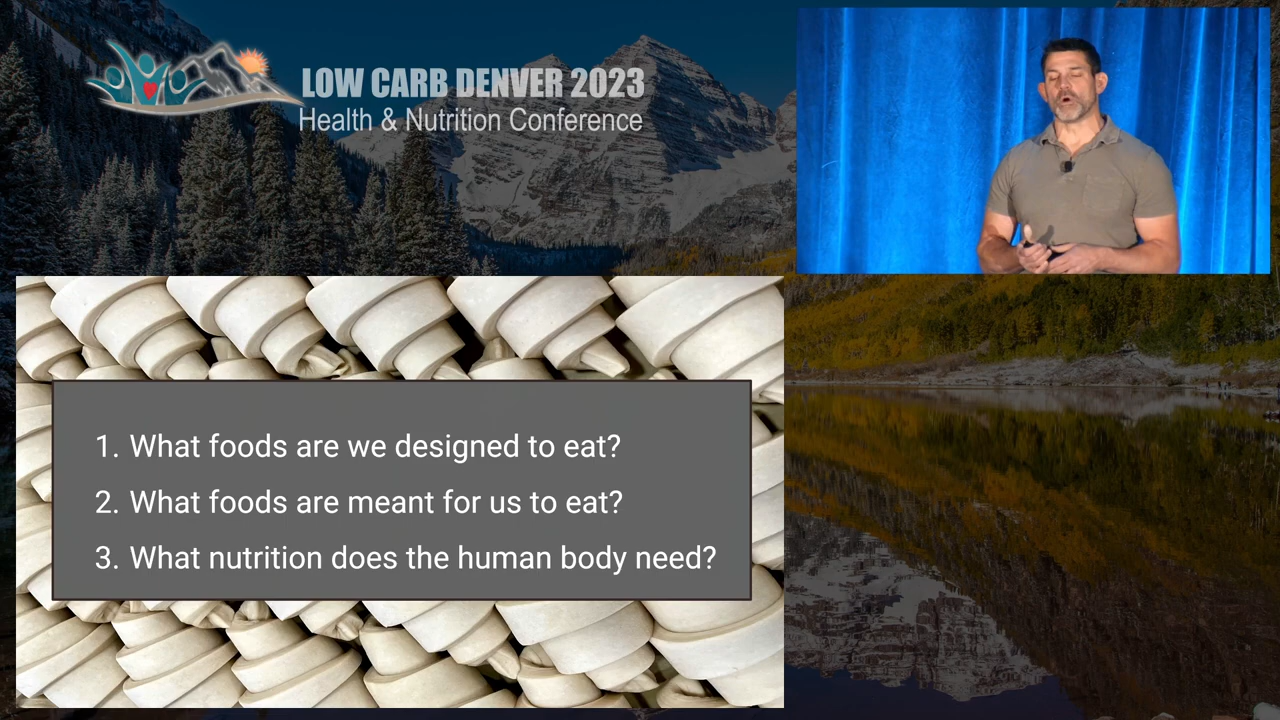 LOW CARB DENVER 2023
Health & Nutrition Conference
1. What foods are we designed to eat?
2. What foods are meant for us to eat?
3. What nutrition does the human body need?